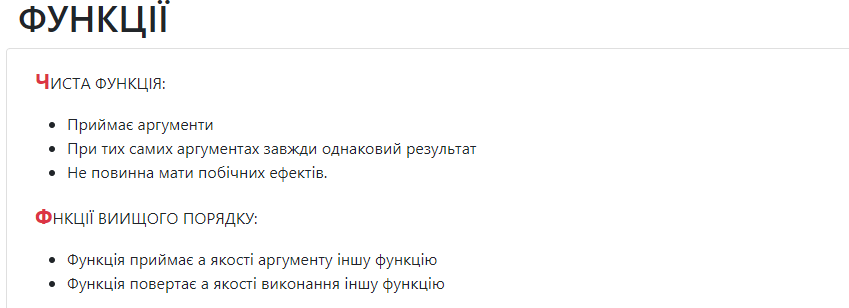 ФУНКЦІЇ
ЧИСТА ФУНКЦІЯ:
Приймає аргументи
При тих самих аргументах завжди однаковий результат
Не повинна мати побічних ефектів.
ФНКЦІЇ ВИИЩОГО ПОРЯДКУ:
Функція приймає а якості аргументу іншу функцію
Функція повертає а якості виконання іншу функцію